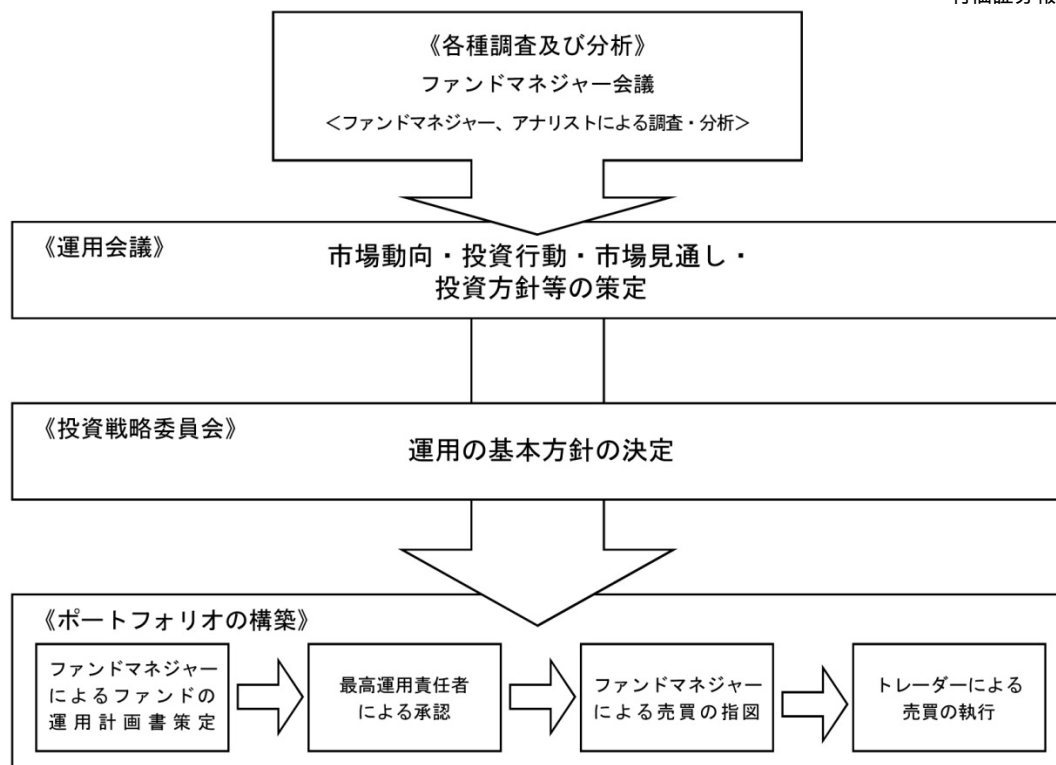 《各種調査及び分析》
ファンドマネジャー会議
＜ファンドマネジャー、アナリストによる調査・分析＞
《運用会議》
市場動向・投資行動・市場見通し・
投資方針等の策定
《投資戦略委員会》
運用の基本方針の決定
《ポートフォリオの構築》
ファンドマネジャー
によるファンドの
運用計画書策定
最高運用責任者
による承認
ファンドマネジャー
による売買の指図
トレーダーによる
売買の執行